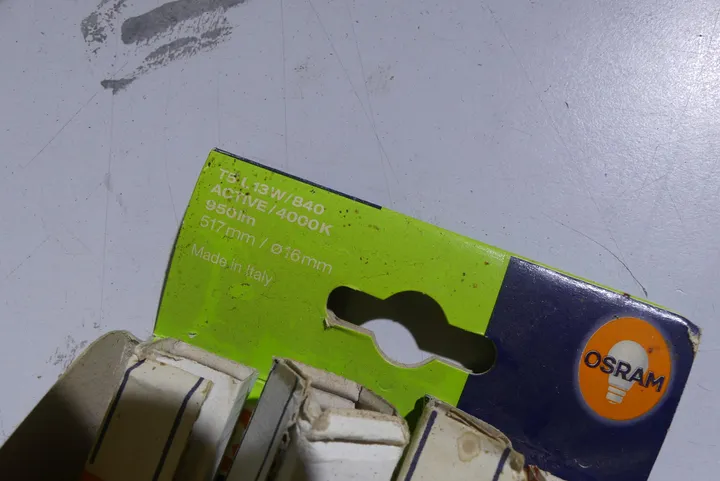 T5 L 13W/840
ACTIVE/4000K
950lm
517mm / ø16mm
Made in Italy
OSRAM